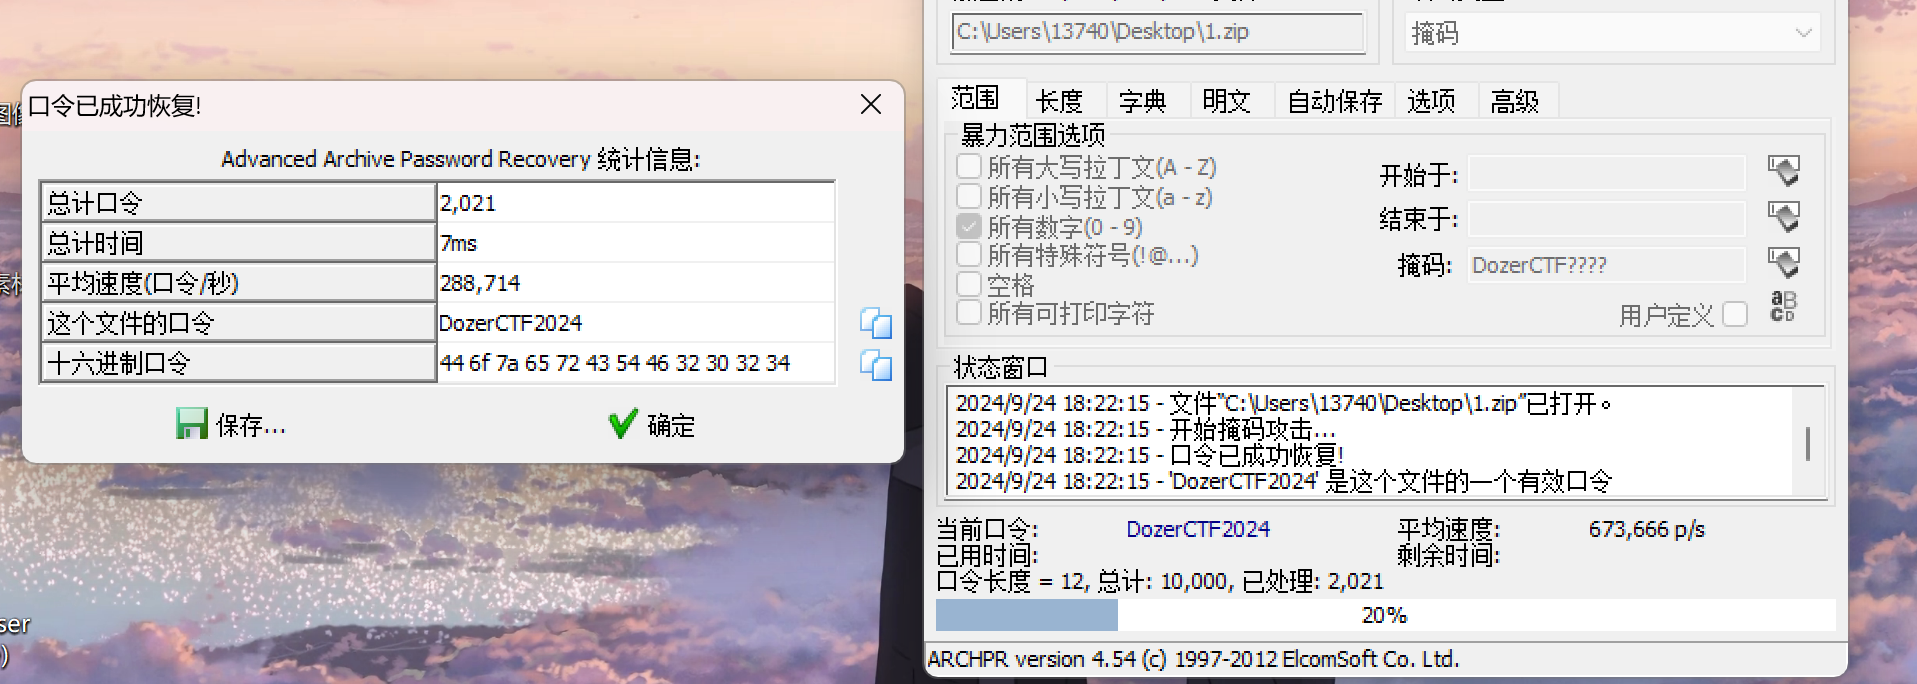 口令已成功恢复!
Advanced Archive Password Recovery 统计信息:
总计口令 2,021
总计时间 7ms
平均速度(口令/秒) 288,714
这个文件的口令 DozerCTF2024
十六进制口令 44 6f 7a 65 72 43 54 46 32 30 32 34
保存... 确定
C:\Users\13740\Desktop\1.zip
掩码
范围 长度 字典 明文 自动保存 选项 高级
暴力范围选项
所有大写拉丁文(A - Z)
所有小写拉丁文(a - z)
所有数字(0 - 9)
所有特殊符号(!@...)
空格
所有可打印字符
开始于:
结束于:
掩码: DozerCTF????
用户定义
状态窗口
2024/9/24 18:22:15 - 文件"C:\Users\13740\Desktop\1.zip"已打开。
2024/9/24 18:22:15 - 开始掩码攻击...
2024/9/24 18:22:15 - 口令已成功恢复!
2024/9/24 18:22:15 - 'DozerCTF2024' 是这个文件的一个有效口令
当前口令: DozerCTF2024 平均速度: 673,666 p/s
已用时间: 剩余时间:
口令长度 = 12, 总计: 10,000, 已处理: 2,021
20%
ARCHPR version 4.54 (c) 1997-2012 ElcomSoft Co. Ltd.
ser
)